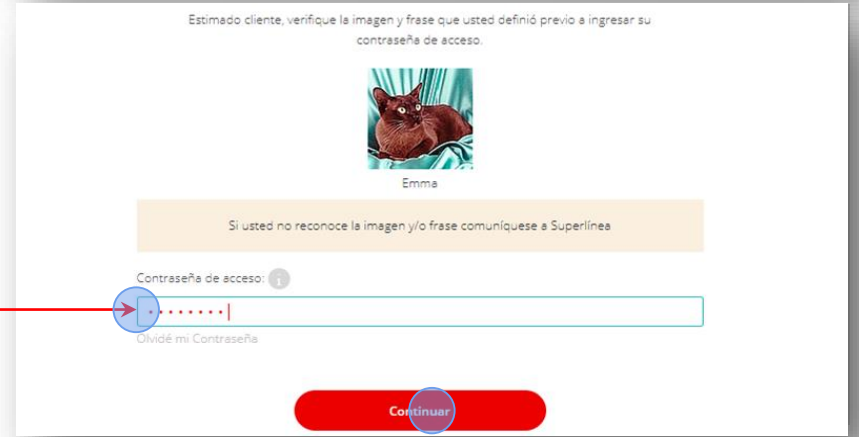 Estimado cliente, verifique la imagen y frase que usted definió previo a ingresar su
contraseña de acceso.
Emma
Si usted no reconoce la imagen y/o frase comuníquese a Superlínea
Contraseña de acceso: i
Olvidé mi Contraseña
Continuar